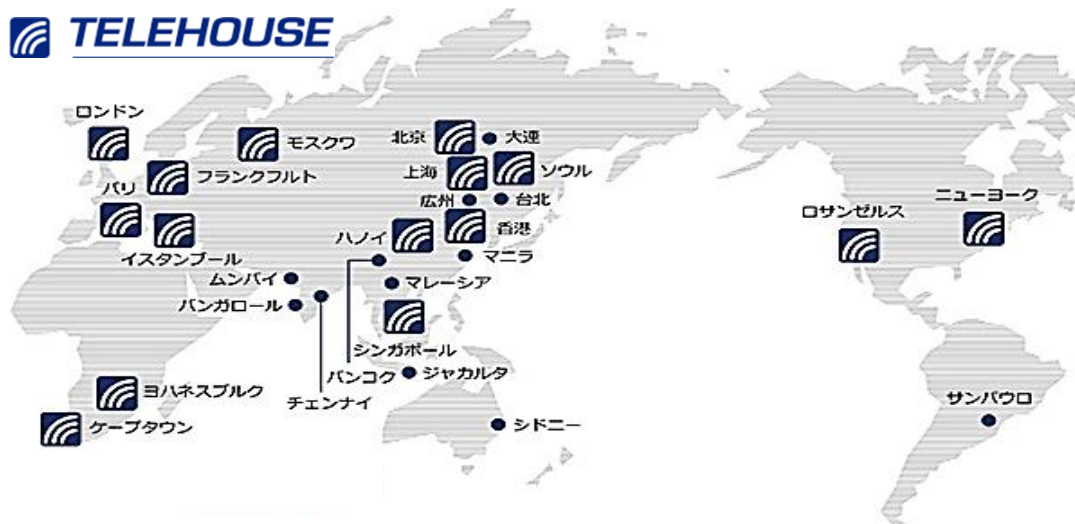 TELEHOUSE
ロンドン
モスクワ
北京
大連
フランクフルト
上海
ソウル
パリ
広州
台北
ニューヨーク
ロサンゼルス
ハノイ
香港
イスタンブール
マニラ
ムンバイ
マレーシア
バンガロール
シンガポール
バンコク
ジャカルタ
チェンナイ
ヨハネスブルク
ケープタウン
シドニー
サンパウロ